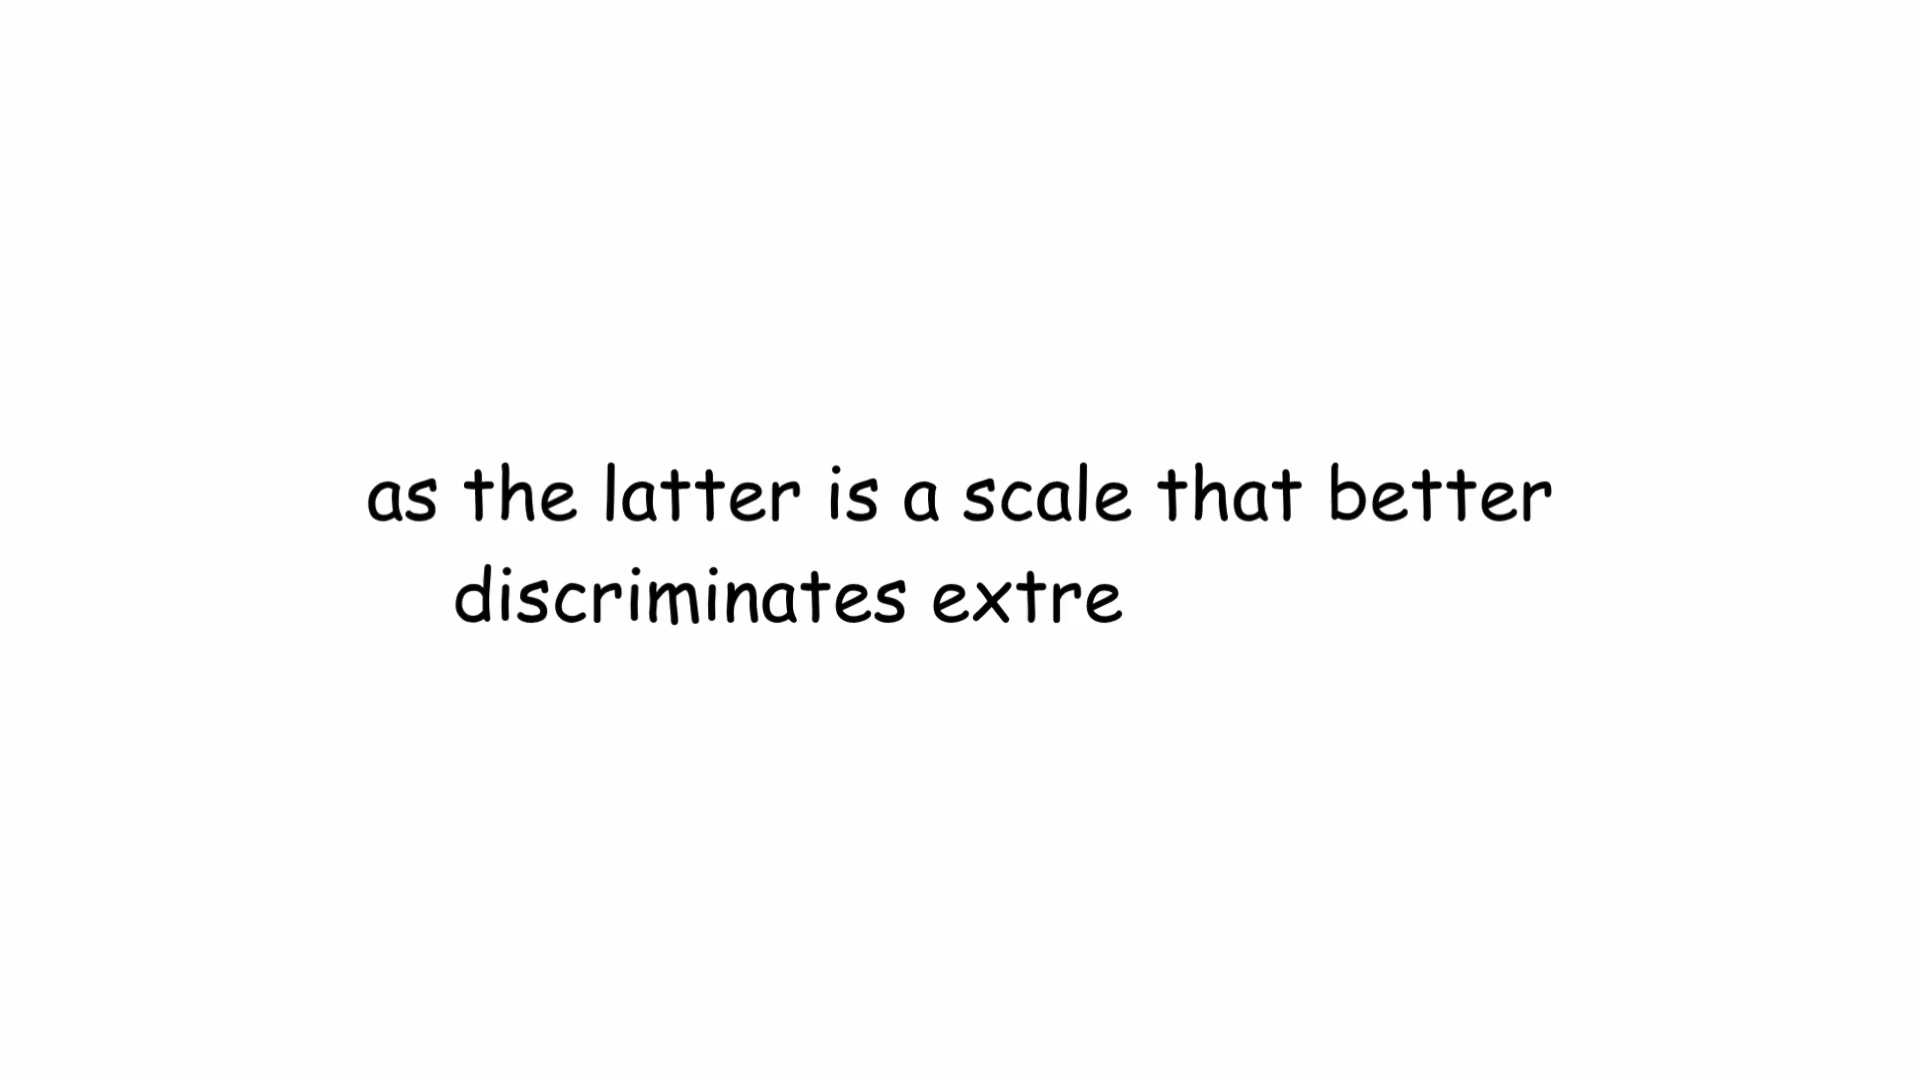 as the latter is a scale that better
discriminates extre